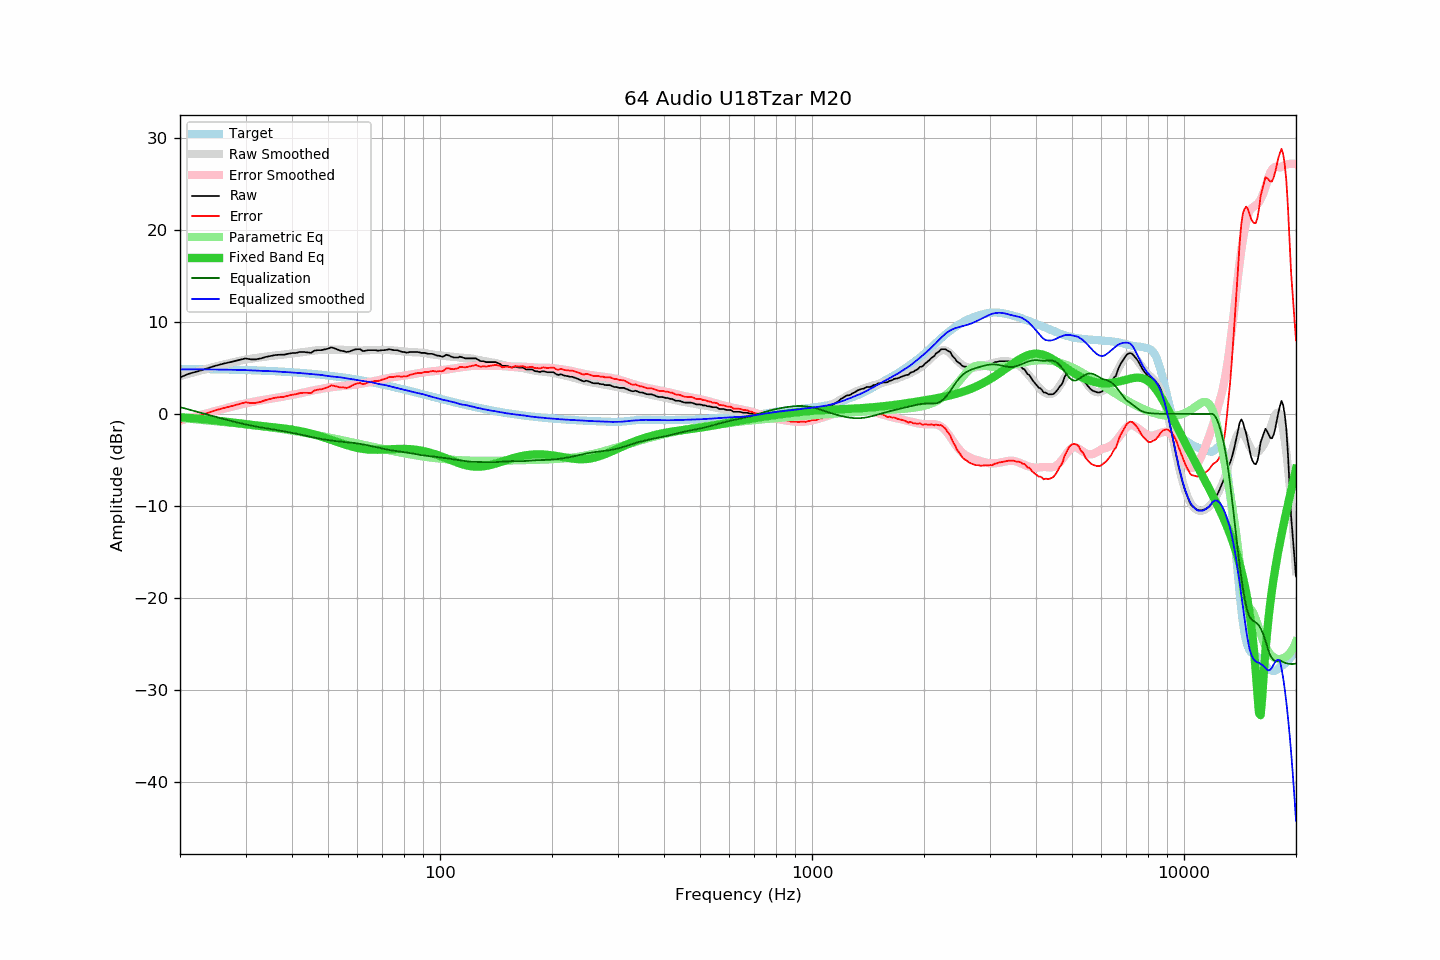 64 Audio U18Tzar M20
30
20
10
0
−10
−20
−30
−40
Amplitude (dBr)
Target
Raw Smoothed
Error Smoothed
Raw
Error
Parametric Eq
Fixed Band Eq
Equalization
Equalized smoothed
100
1000
10000
Frequency (Hz)